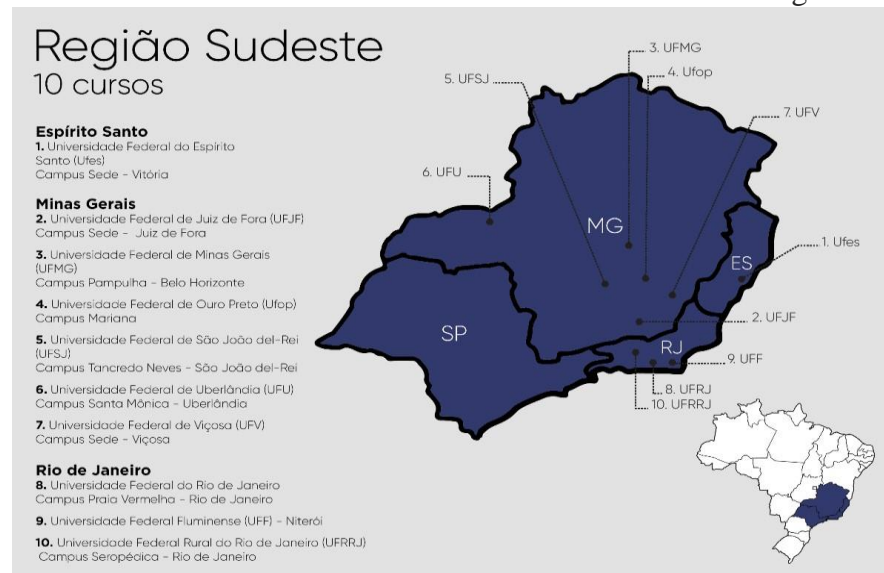 Região Sudeste
10 cursos
Espírito Santo
1. Universidade Federal do Espírito
Santo (Ufes)
Campus Sede - Vitória
Minas Gerais
2. Universidade Federal de Juiz de Fora (UFJF)
Campus Sede - Juiz de Fora
3. Universidade Federal de Minas Gerais
(UFMG)
Campus Pampulha - Belo Horizonte
4. Universidade Federal de Ouro Preto (Ufop)
Campus Mariana
5. Universidade Federal de São João del-Rei
(UFSJ)
Campus Tancredo Neves - São João del-Rei
6. Universidade Federal de Uberlândia (UFU)
Campus Santa Mônica - Uberlândia
7. Universidade Federal de Viçosa (UFV)
Campus Sede - Viçosa
Rio de Janeiro
8. Universidade Federal do Rio de Janeiro
Campus Praia Vermelha - Rio de Janeiro
9. Universidade Federal Fluminense (UFF) - Niterói
10. Universidade Federal Rural do Rio de Janeiro (UFRRJ)
Campus Seropédica - Rio de Janeiro
3. UFMG
4. Ufop
5. UFSJ
7. UFV
6. UFU
MG
1. Ufes
ES
2. UFJF
SP
RJ
9. UFF
8. UFRJ
10. UFRRJ